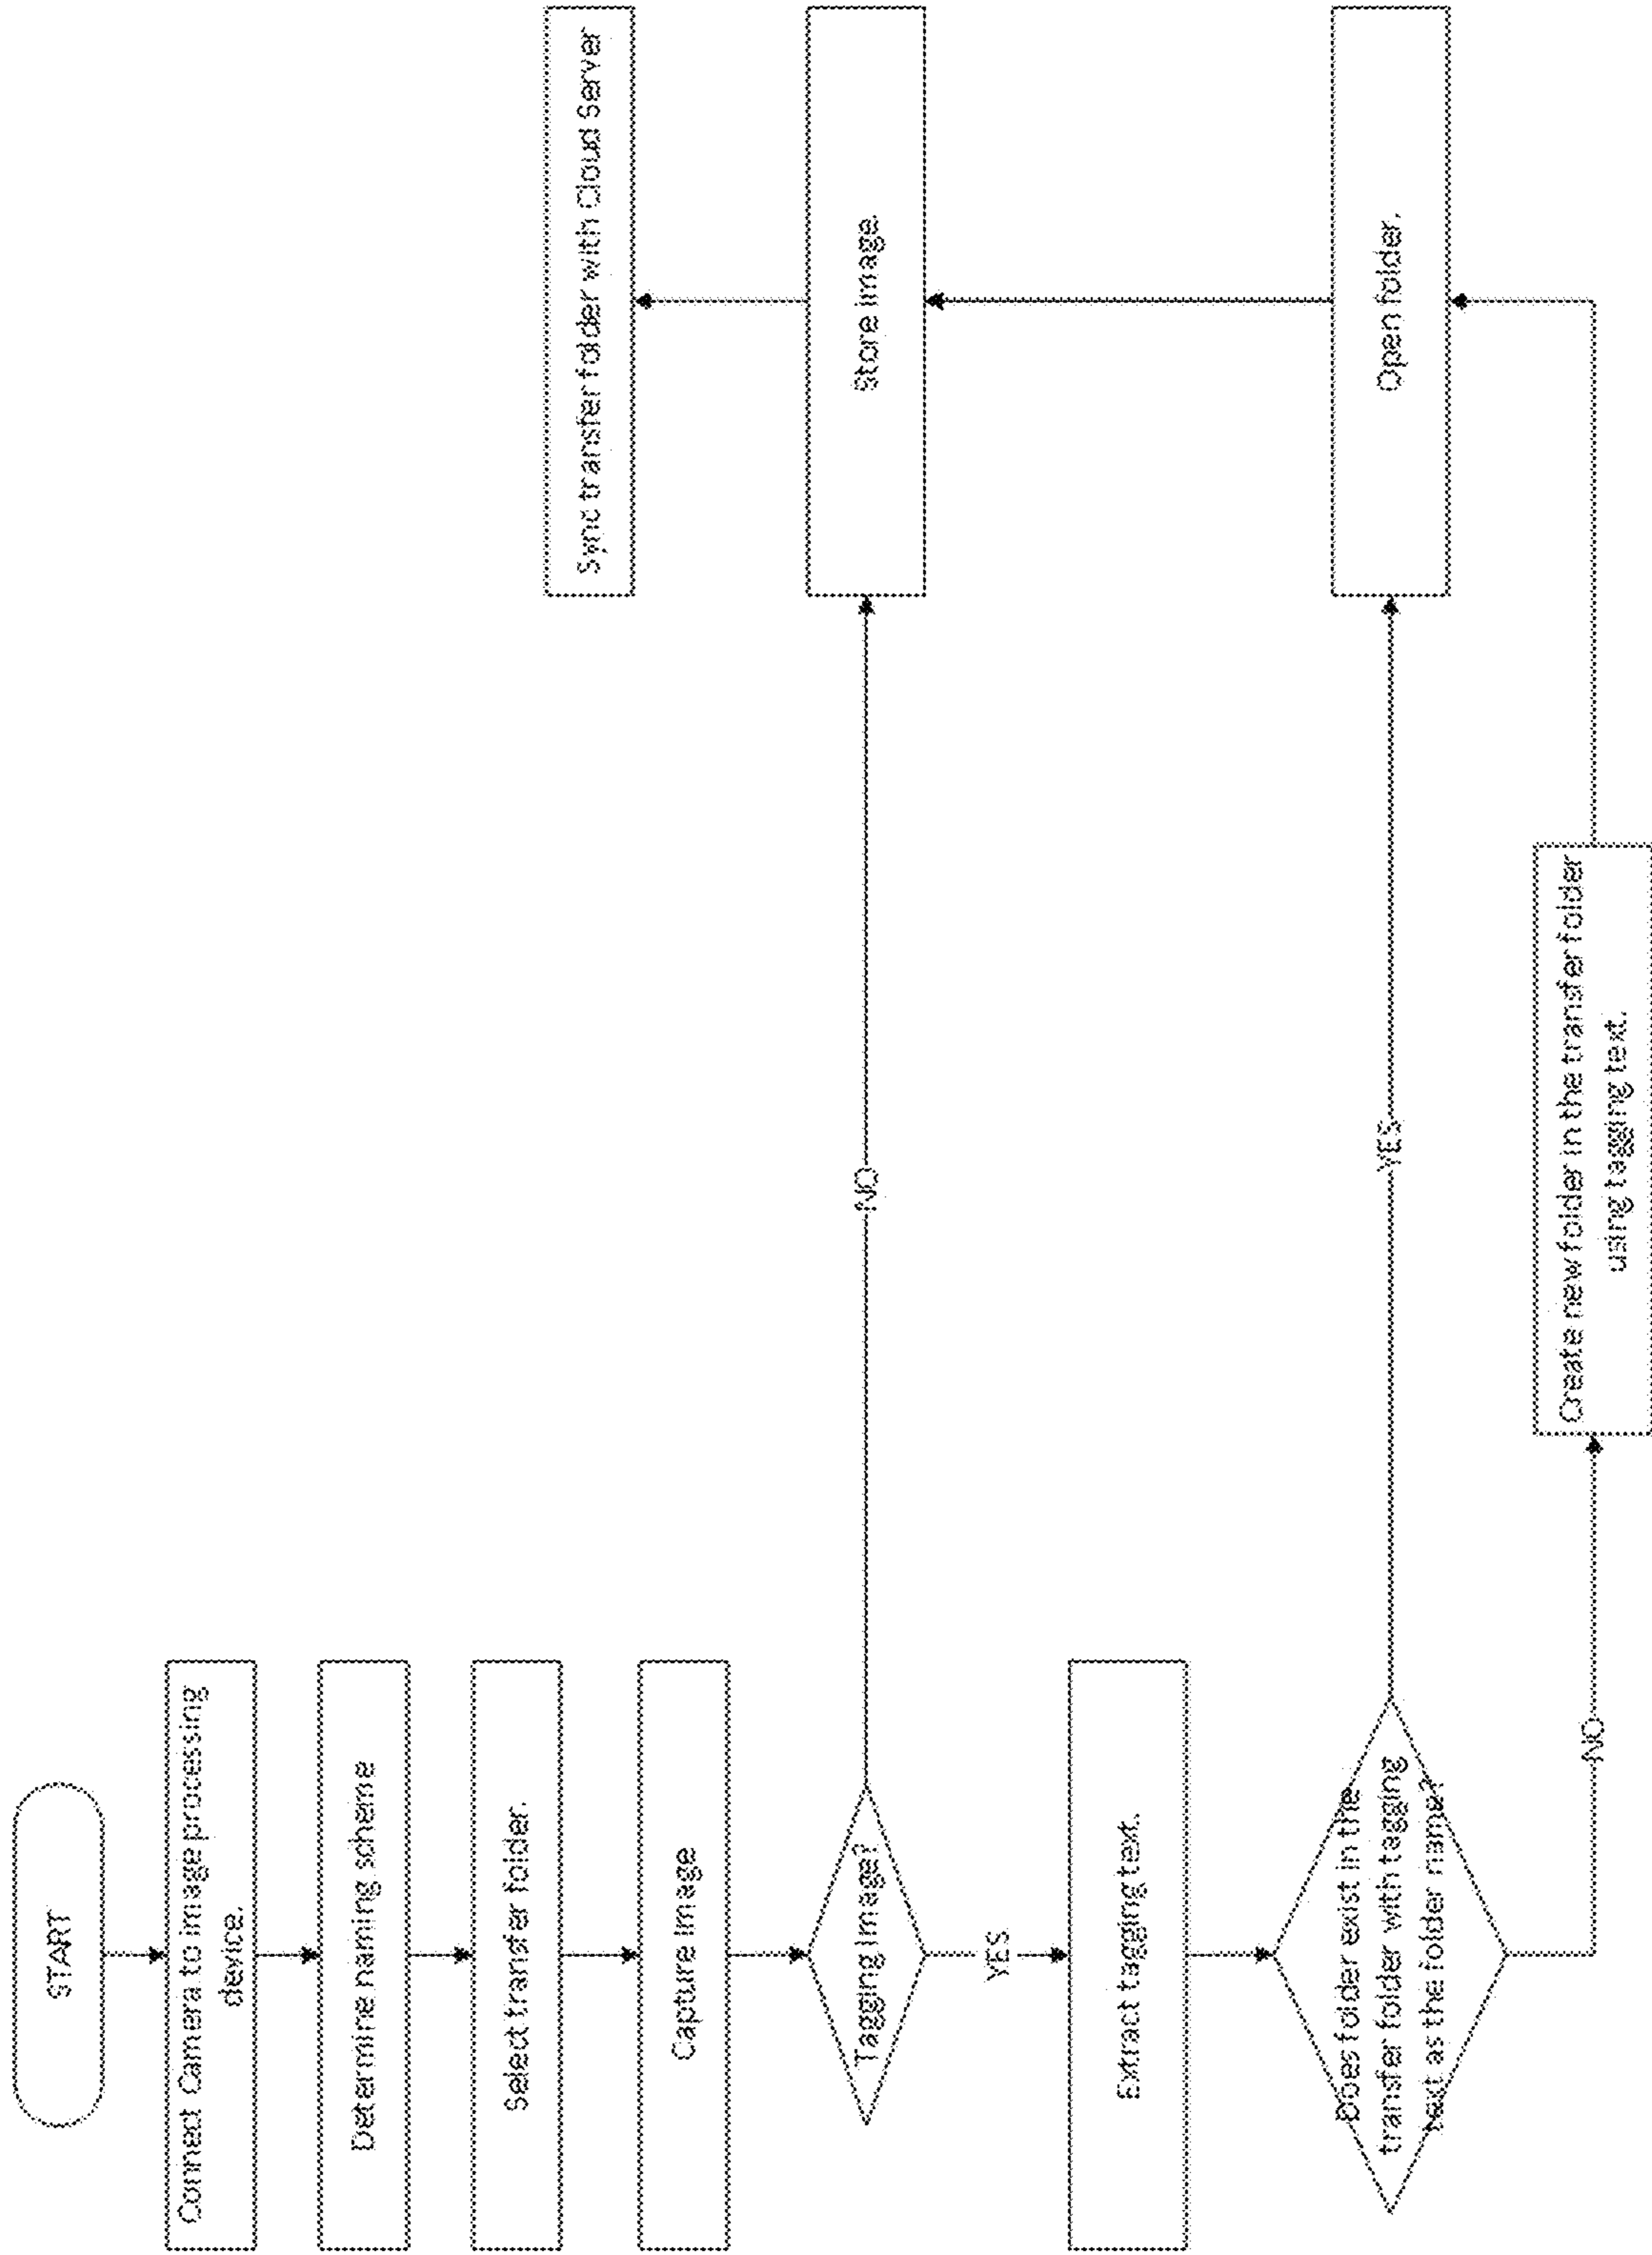 START
Connect Camera to image processing
device.
Determine naming scheme
Select transfer folder.
Capture Image
Tagging Image?
NO
YES
Extract tagging text.
Does folder exist in the
transfer folder with tagging
text as the folder name?
YES
NO
Create new folder in the transfer folder
using tagging text.
Open folder.
Store image.
Sync transfer folder with Cloud Server